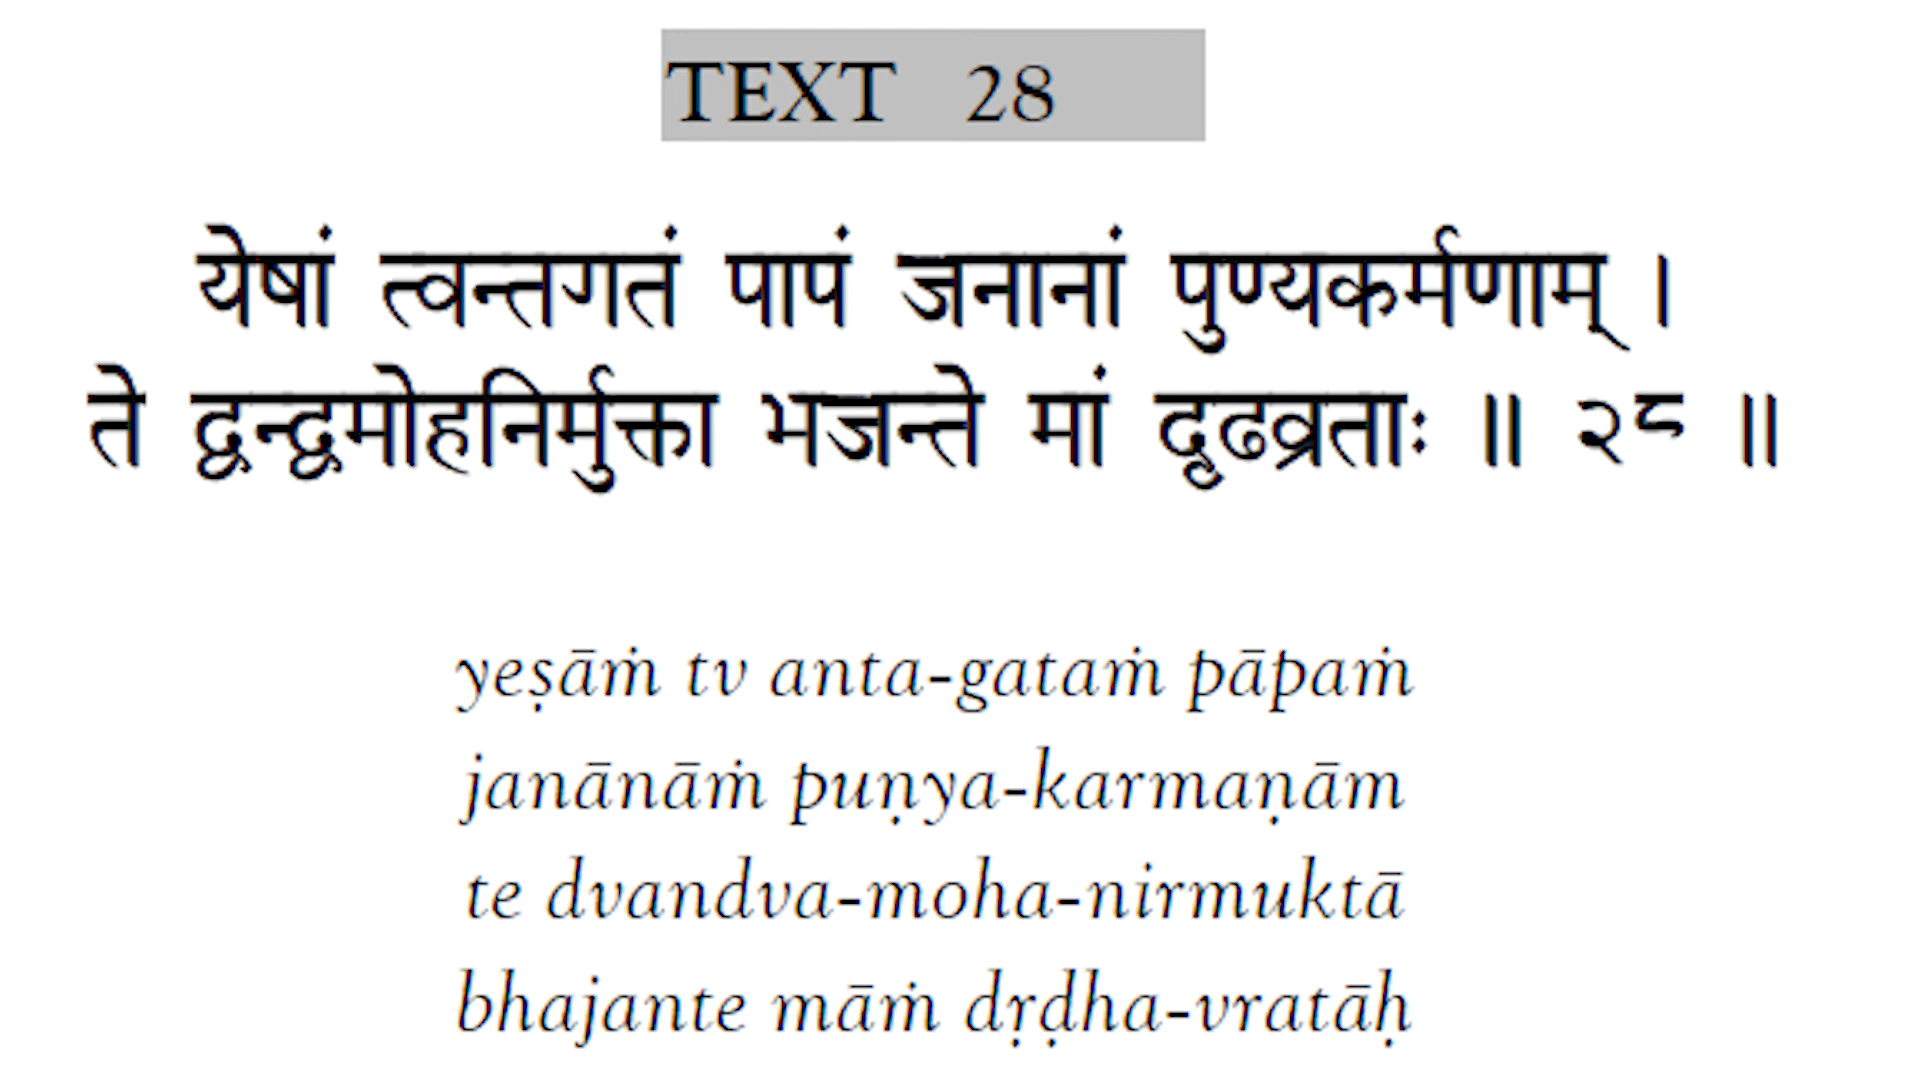 TEXT 28
येषां त्वन्तगतं पापं जनानां पुण्यकर्मणाम् ।
ते द्वन्द्वमोहनिर्मुक्ता भजन्ते मां दृढव्रताः ॥ २८ ॥
yeṣāṁ tv anta-gataṁ pāpaṁ
janānāṁ puṇya-karmaṇām
te dvandva-moha-nirmuktā
bhajante māṁ dṛḍha-vratāḥ